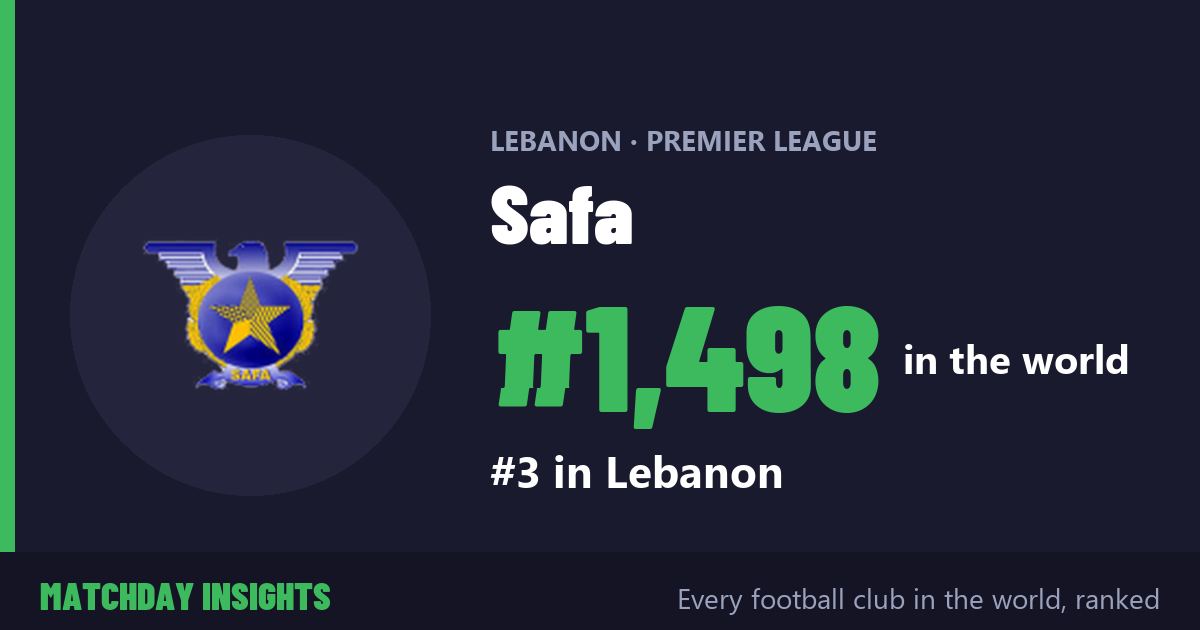 LEBANON · PREMIER LEAGUE
Safa
SAFA
#1,498 in the world
#3 in Lebanon
MATCHDAY INSIGHTS
Every football club in the world, ranked